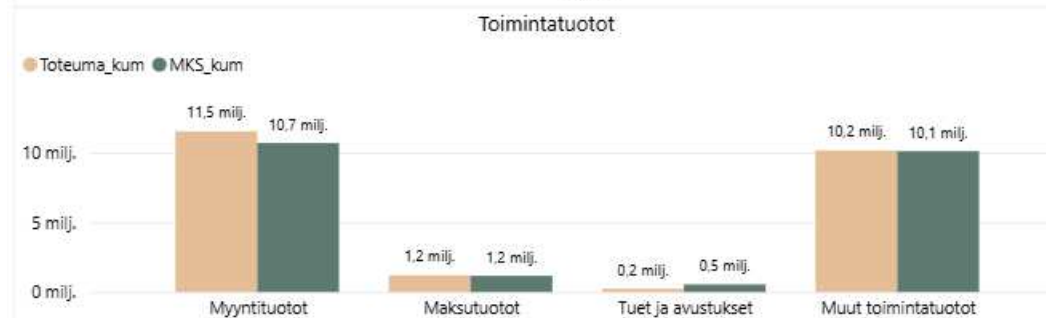 Toimintatuotot
Toteuma_kum MKS_kum
11,5 milj.
10,7 milj.
10,2 milj.
10,1 milj.
10 milj.
5 milj.
1,2 milj.
1,2 milj.
0,2 milj.
0,5 milj.
0 milj.
Myyntituotot Maksutuotot Tuet ja avustukset Muut toimintatuotot